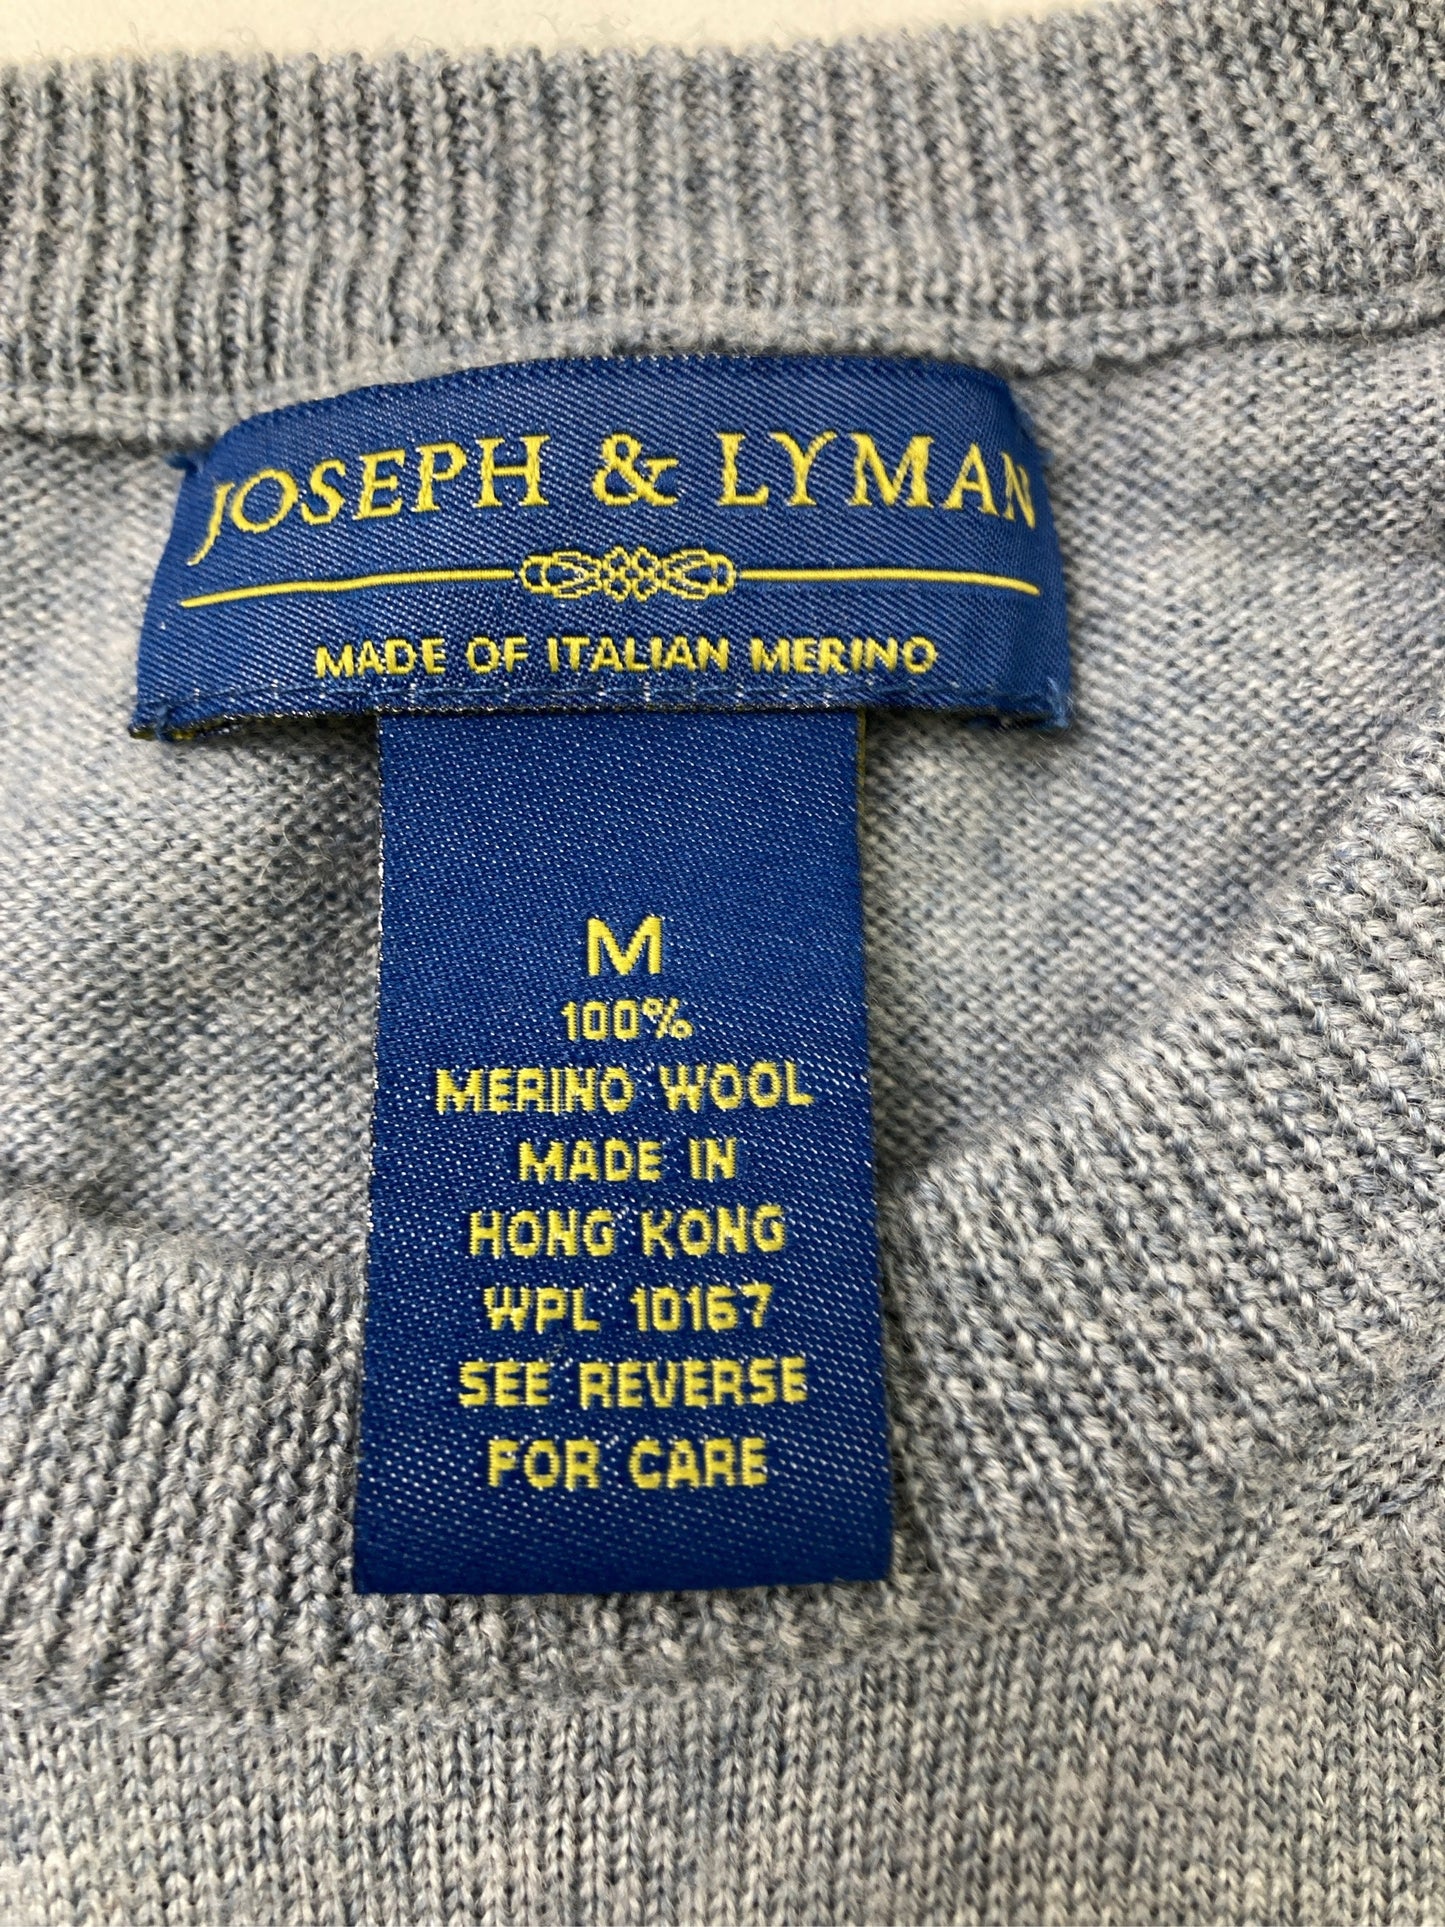 JOSEPH & LYMAN
MADE OF ITALIAN MERINO
M
100%
MERINO WOOL
MADE IN
HONG KONG
WPL 10167
SEE REVERSE
FOR CARE